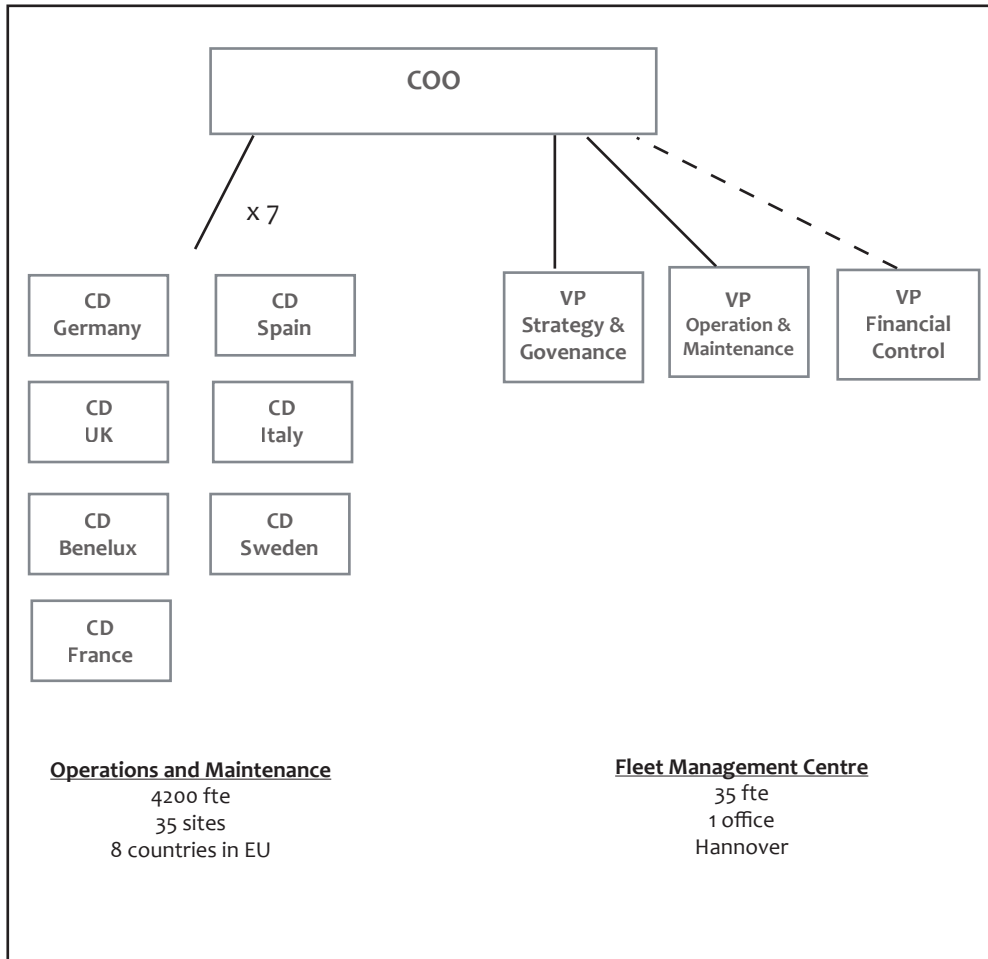 COO
x 7
CD
Germany
CD
Spain
CD
UK
CD
Italy
CD
Benelux
CD
Sweden
CD
France
VP
Strategy &
Govenance
VP
Operation &
Maintenance
VP
Financial
Control
Operations and Maintenance
4200 fte
35 sites
8 countries in EU
Fleet Management Centre
35 fte
1 office
Hannover